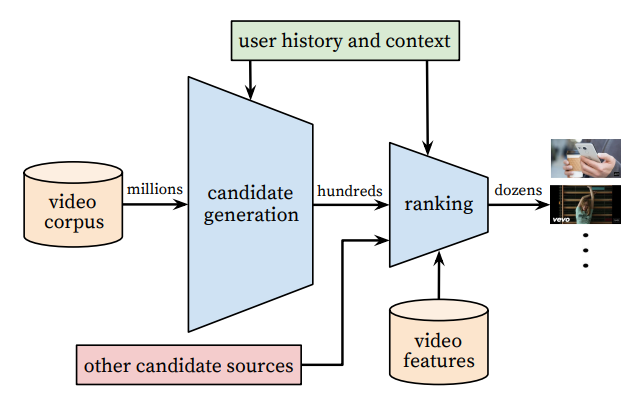 user history and context
video
corpus
millions
candidate
generation
hundreds
ranking
dozens
vevo
other candidate sources
video
features